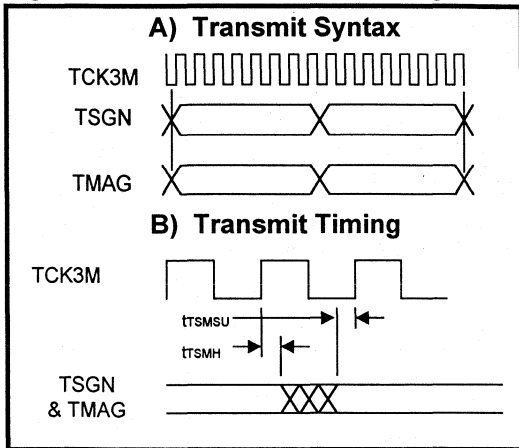 A) Transmit Syntax
TCK3M
TSGN
TMAG
B) Transmit Timing
TCK3M
tTSMSU
tTSMH
TSGN
& TMAG